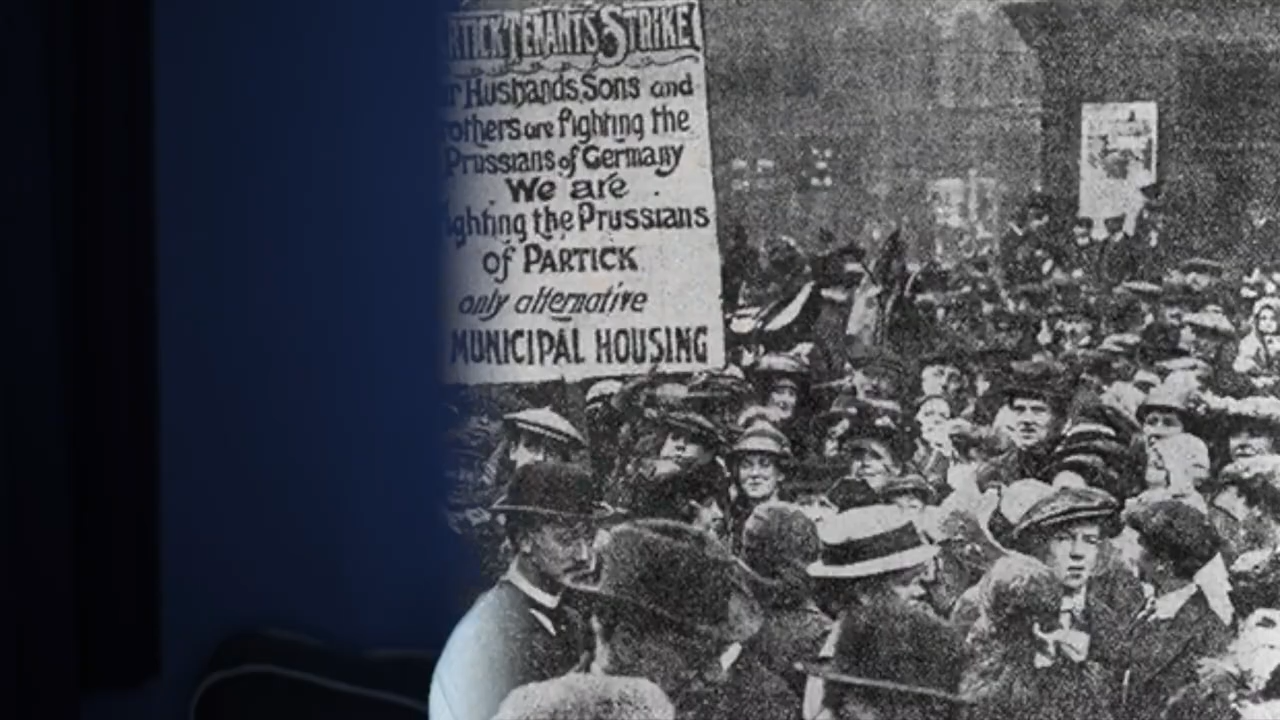 RTICK TENANTS STRIKE
r Husbands, Sons and
rothers are fighting the
Prussians of Germany
We are
ighting the Prussians
of PARTICK
only alternative
MUNICIPAL HOUSING